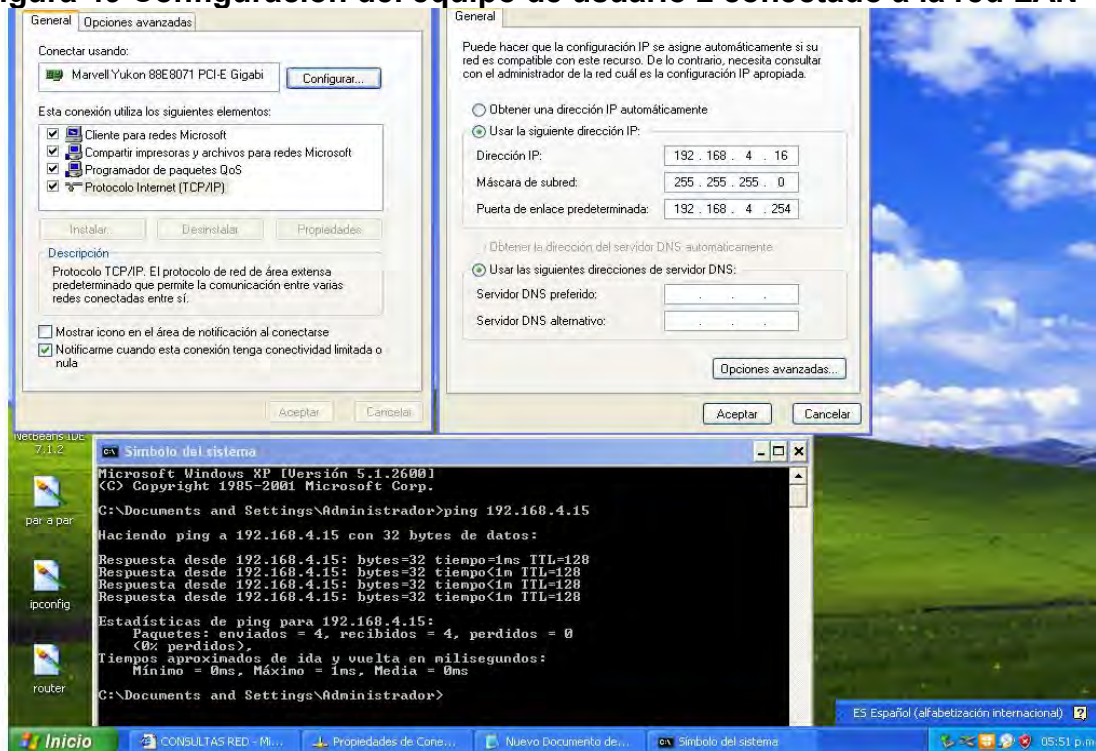 Configuración del equipo de usuario 2 conectado a la red LAN
General Opciones avanzadas
Conectar usando:
Marvell Yukon 88E8071 PCI-E Gigabi
Configurar...
Esta conexión utiliza los siguientes elementos:
Cliente para redes Microsoft
Compartir impresoras y archivos para redes Microsoft
Programador de paquetes QoS
Protocolo Internet (TCP/IP)
Instalar... Desinstalar Propiedades
Descripción
Protocolo TCP/IP. El protocolo de red de área extensa
predeterminado que permite la comunicación entre varias
redes conectadas entre sí.
Mostrar icono en el área de notificación al conectarse
Notificarme cuando esta conexión tenga conectividad limitada o
nula
Aceptar Cancelar
General
Puede hacer que la configuración IP se asigne automáticamente si su
red es compatible con este recurso. De lo contrario, necesita consultar
con el administrador de la red cuál es la configuración IP apropiada.
Obtener una dirección IP automáticamente
Usar la siguiente dirección IP:
Dirección IP: 192 . 168 . 4 . 16
Máscara de subred: 255 . 255 . 255 . 0
Puerta de enlace predeterminada: 192 . 168 . 4 . 254
Obtener la dirección del servidor DNS automáticamente
Usar las siguientes direcciones de servidor DNS:
Servidor DNS preferido:
Servidor DNS alternativo:
Opciones avanzadas...
Aceptar Cancelar
Netbeans IDE
7.1.2
par a par
ipconfig
router
Símbolo del sistema
Microsoft Windows XP [Versión 5.1.2600]
(C) Copyright 1985-2001 Microsoft Corp.
C:\Documents and Settings\Administrador>ping 192.168.4.15
Haciendo ping a 192.168.4.15 con 32 bytes de datos:
Respuesta desde 192.168.4.15: bytes=32 tiempo=1ms TTL=128
Respuesta desde 192.168.4.15: bytes=32 tiempo<1m TTL=128
Respuesta desde 192.168.4.15: bytes=32 tiempo<1m TTL=128
Respuesta desde 192.168.4.15: bytes=32 tiempo<1m TTL=128
Estadísticas de ping para 192.168.4.15:
Paquetes: enviados = 4, recibidos = 4, perdidos = 0
(0% perdidos),
Tiempos aproximados de ida y vuelta en milisegundos:
Mínimo = 0ms, Máximo = 1ms, Media = 0ms
C:\Documents and Settings\Administrador>
ES Español (alfabetización internacional)
Inicio CONSULTAS RED - Mi... Propiedades de Cone... Nuevo Documento de... Símbolo del sistema 05:51 p.m.